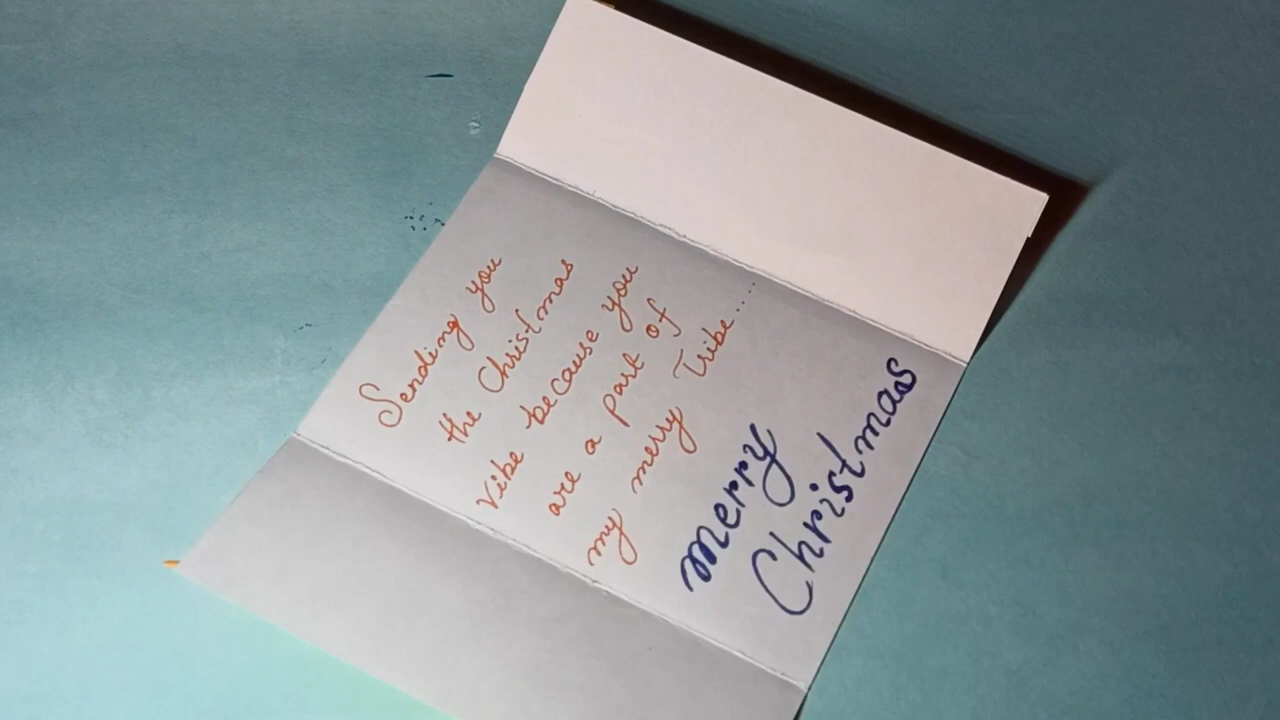 Sending you
the Christmas
Vibe because you
are a part of
my merry Tribe....
merry
Christmas